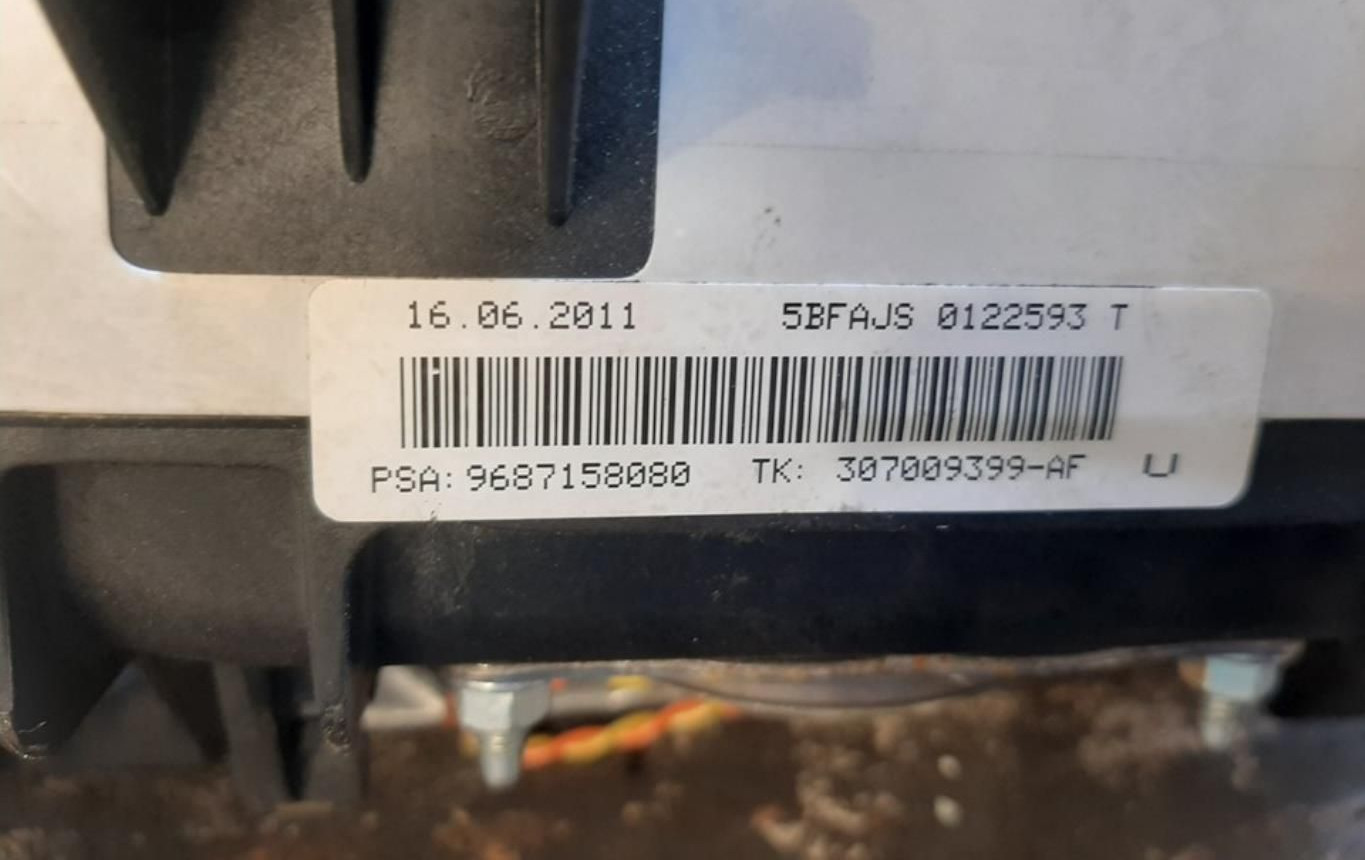 16.06.2011 5BFAJS 0122593 T
PSA: 9687158080 TK: 307009399-AF U